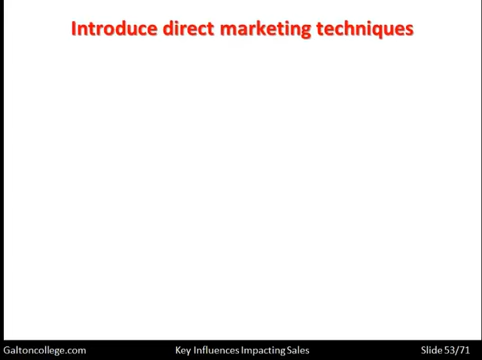 Introduce direct marketing techniques
Galtoncollege.com Key Influences Impacting Sales Slide 53/71